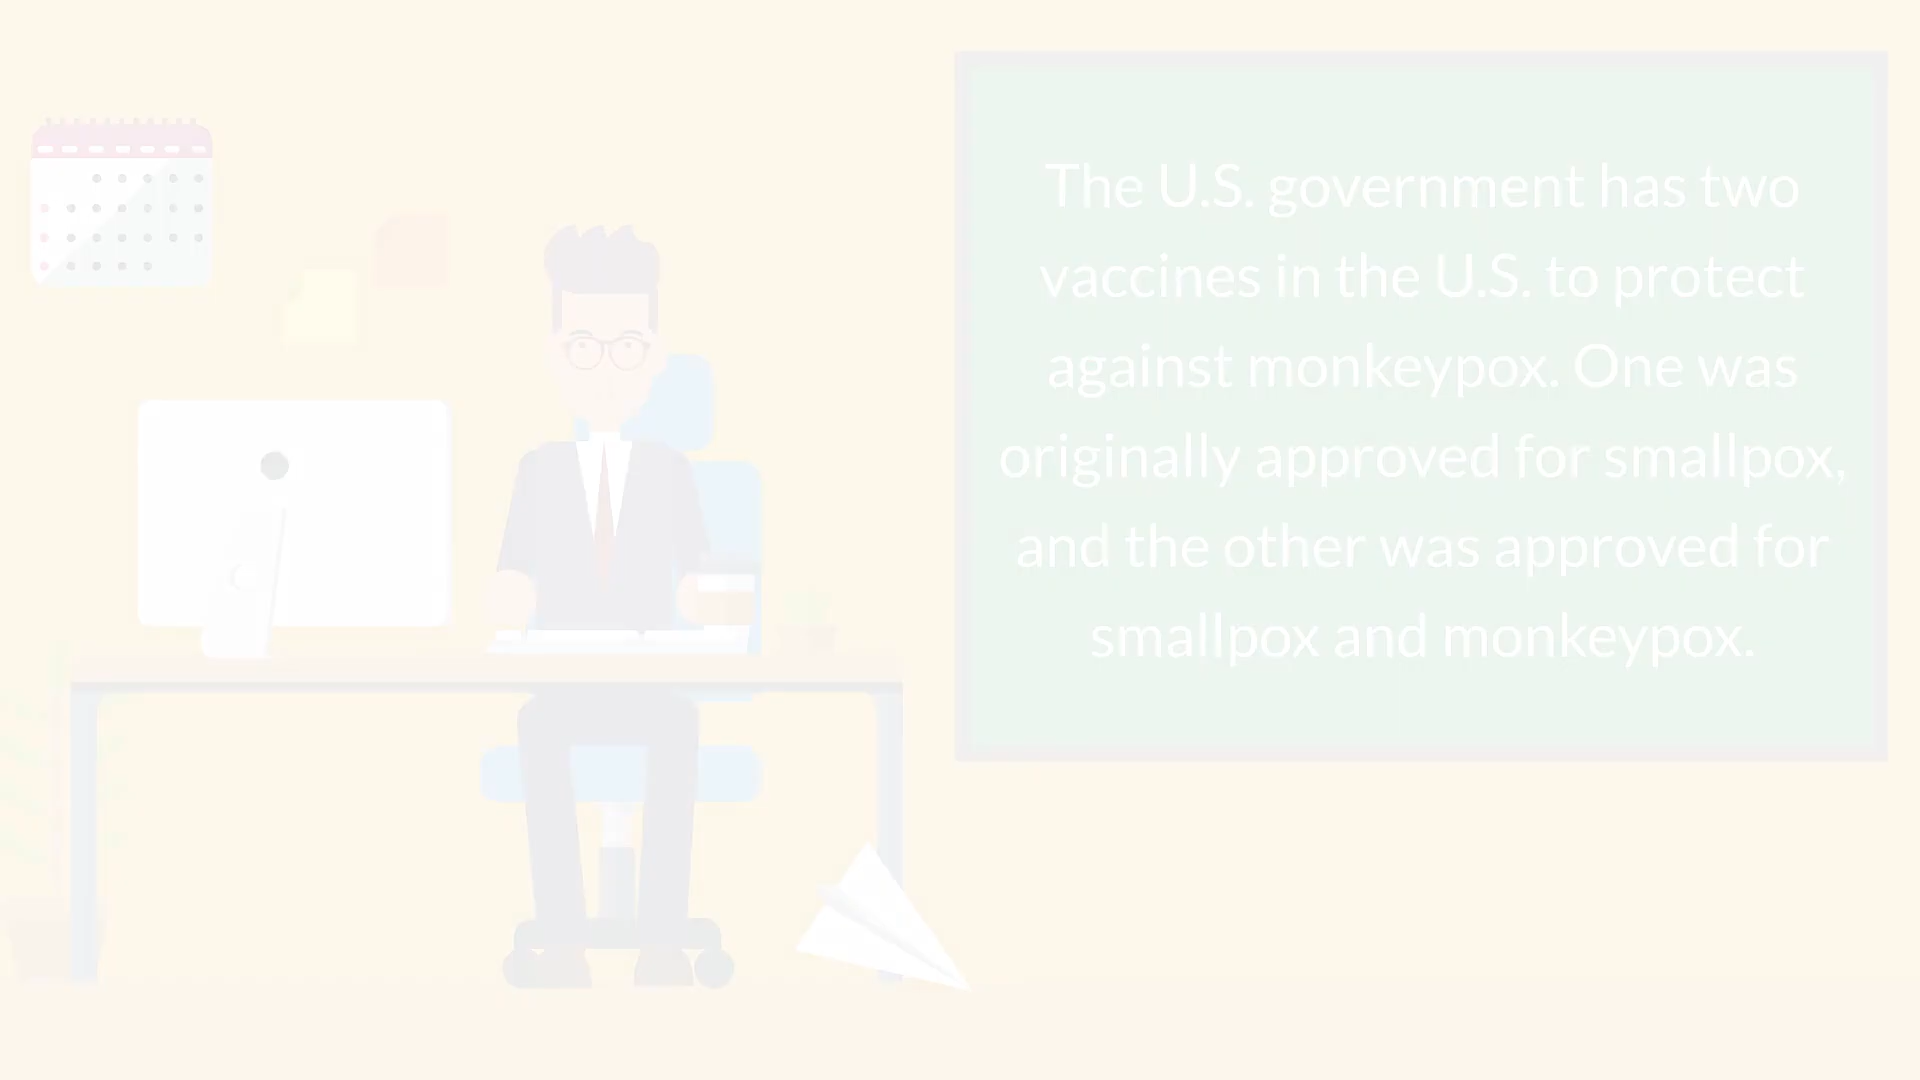 The U.S. government has two
vaccines in the U.S. to protect
against monkeypox. One was
originally approved for smallpox,
and the other was approved for
smallpox and monkeypox.